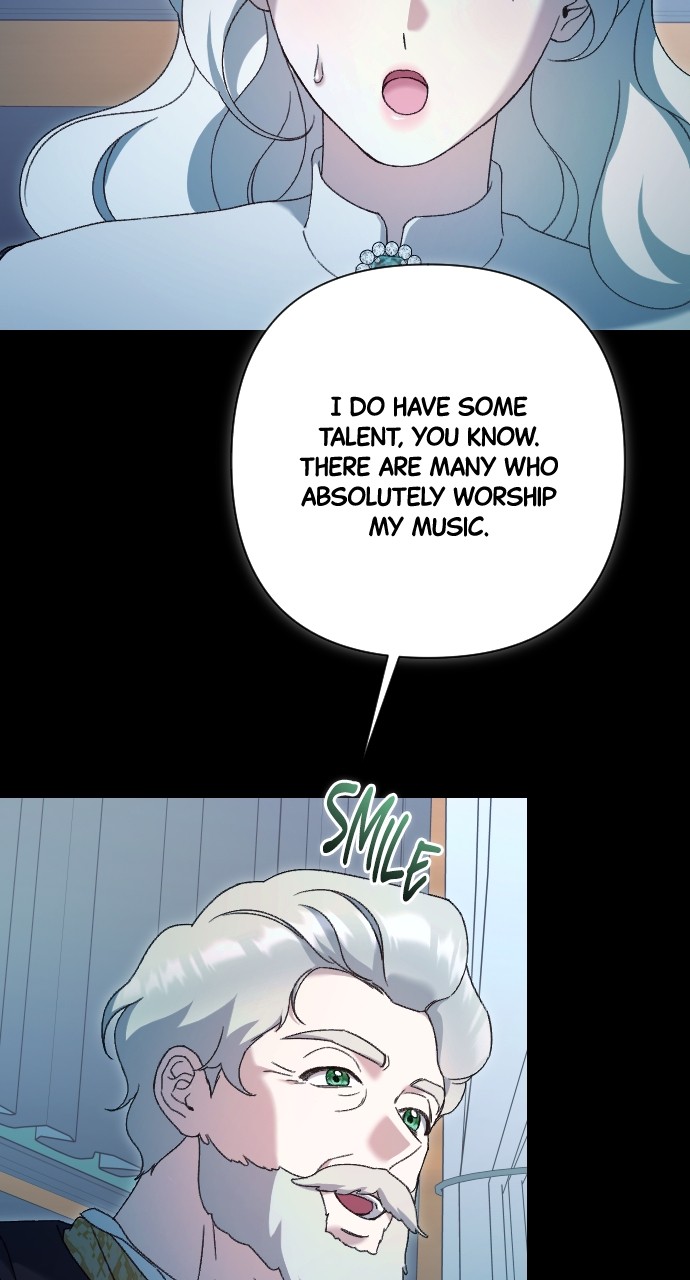 I DO HAVE SOME
TALENT, YOU KNOW.
THERE ARE MANY WHO
ABSOLUTELY WORSHIP
MY MUSIC.
SMILE